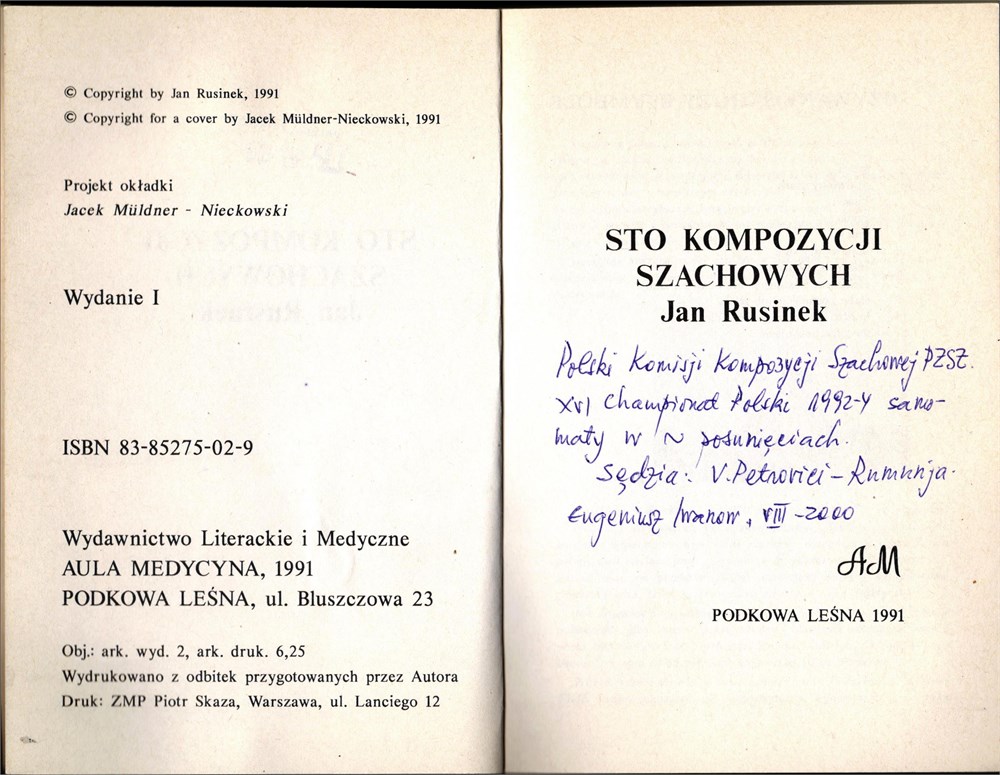 © Copyright by Jan Rusinek, 1991
© Copyright for a cover by Jacek Müldner-Nieckowski, 1991
Projekt okładki
Jacek Müldner - Nieckowski
Wydanie I
ISBN 83-85275-02-9
Wydawnictwo Literackie i Medyczne
AULA MEDYCYNA, 1991
PODKOWA LEŚNA, ul. Bluszczowa 23
Obj.: ark. wyd. 2, ark. druk. 6,25
Wydrukowano z odbitek przygotowanych przez Autora
Druk: ZMP Piotr Skaza, Warszawa, ul. Lanciego 12
STO KOMPOZYCJI
SZACHOWYCH
Jan Rusinek
Polski Komisji Kompozycji Szachowej PZSZ.
XVI Championat Polski 1992-4 samo-
maty w ~ posunięciach.
Sędzia: V. Petrovici - Rumunija.
Eugeniusz Iwanow, VIII - 2000
AM
PODKOWA LEŚNA 1991